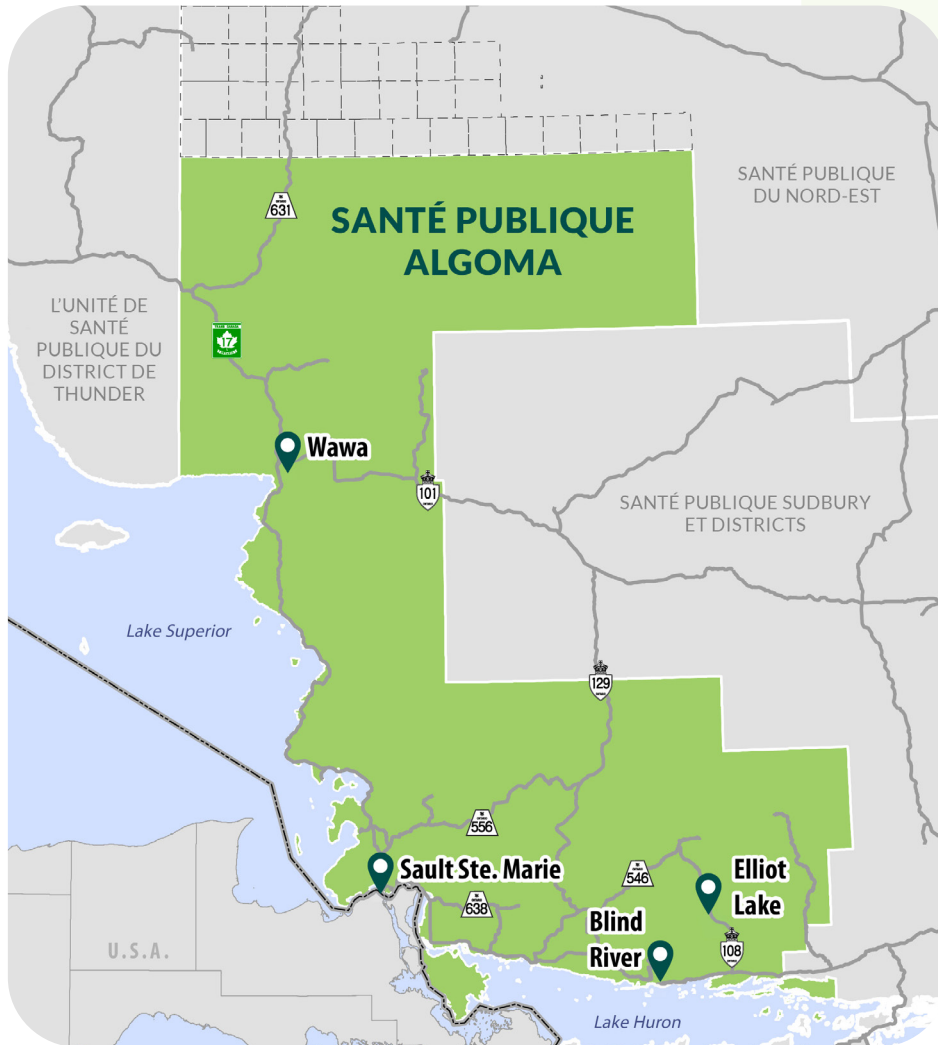 SANTÉ PUBLIQUE
DU NORD-EST
631
SANTÉ PUBLIQUE
ALGOMA
L'UNITÉ DE
SANTÉ
PUBLIQUE DU
DISTRICT DE
THUNDER
17
Wawa
101
SANTÉ PUBLIQUE SUDBURY
ET DISTRICTS
Lake Superior
129
556
Sault Ste. Marie
546
Elliot
Lake
638
Blind
River
108
U.S.A.
Lake Huron